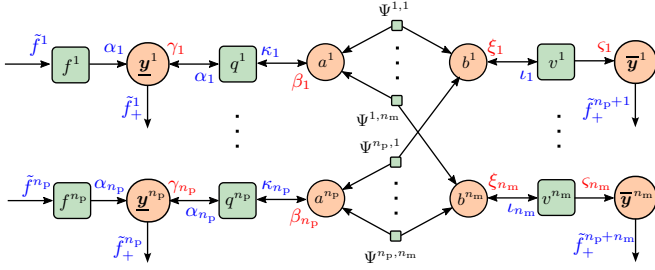 Ψ^{1,1}
f̃^1 α_1 γ_1 κ_1 ξ_1 ς_1
f^1 y̲^1 q^1 a^1 b^1 v^1 y̅^1
α_1 β_1 ι_1
f̃_+^1 Ψ^{1,n_m} f̃_+^{n_p+1}
Ψ^{n_p,1}
f̃^{n_p} α_{n_p} γ_{n_p} κ_{n_p} ξ_{n_m} ς_{n_m}
f^{n_p} y̲^{n_p} q^{n_p} a^{n_p} b^{n_m} v^{n_m} y̅^{n_m}
α_{n_p} β_{n_p} ι_{n_m}
f̃_+^{n_p} Ψ^{n_p,n_m} f̃_+^{n_p+n_m}